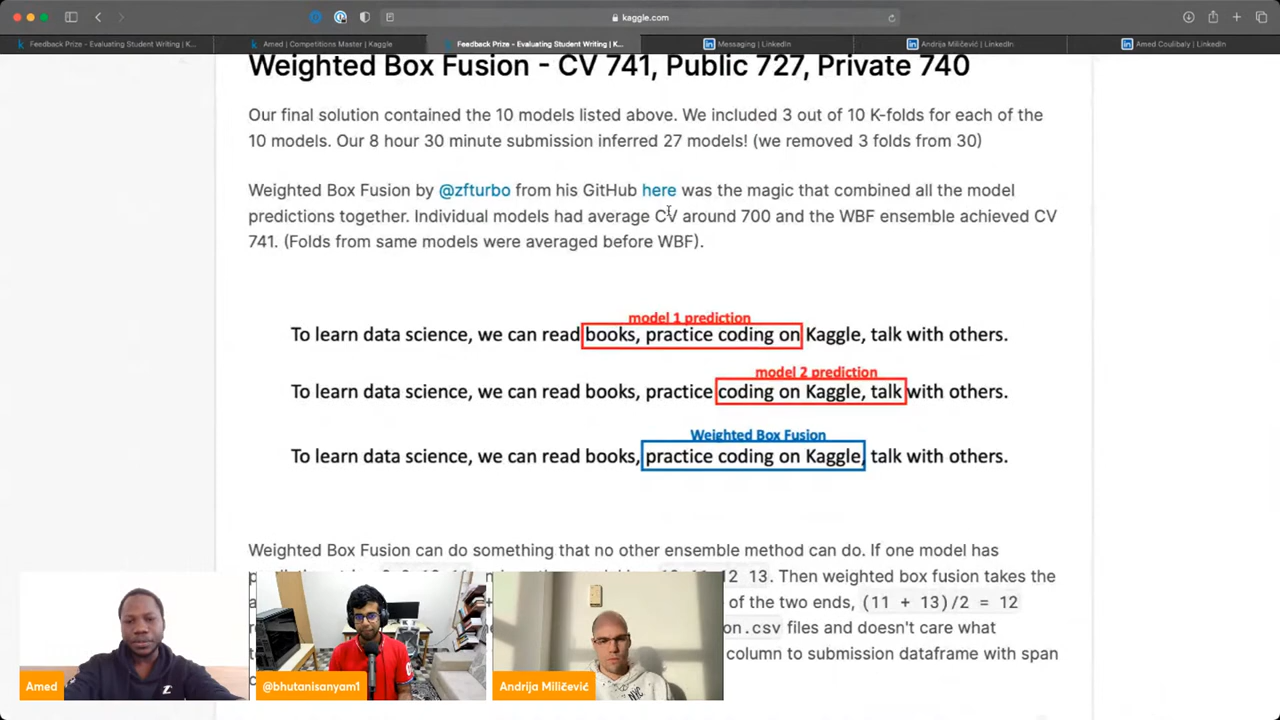 kaggle.com
Feedback Prize - Evaluating Student Writing | K...
Amed | Competitions Master | Kaggle
Feedback Prize - Evaluating Student Writing | K...
Messaging | LinkedIn
Andrija Miličević | LinkedIn
Amed Coulibaly | LinkedIn
Weighted Box Fusion - CV 741, Public 727, Private 740
Our final solution contained the 10 models listed above. We included 3 out of 10 K-folds for each of the
10 models. Our 8 hour 30 minute submission inferred 27 models! (we removed 3 folds from 30)
Weighted Box Fusion by @zfturbo from his GitHub here was the magic that combined all the model
predictions together. Individual models had average CV around 700 and the WBF ensemble achieved CV
741. (Folds from same models were averaged before WBF).
model 1 prediction
To learn data science, we can read books, practice coding on Kaggle, talk with others.
model 2 prediction
To learn data science, we can read books, practice coding on Kaggle, talk with others.
Weighted Box Fusion
To learn data science, we can read books, practice coding on Kaggle, talk with others.
Weighted Box Fusion can do something that no other ensemble method can do. If one model has
12 13. Then weighted box fusion takes the
of the two ends, (11 + 13)/2 = 12
on.csv files and doesn't care what
column to submission dataframe with span
Amed
@bhutanisanyam1
Andrija Miličević